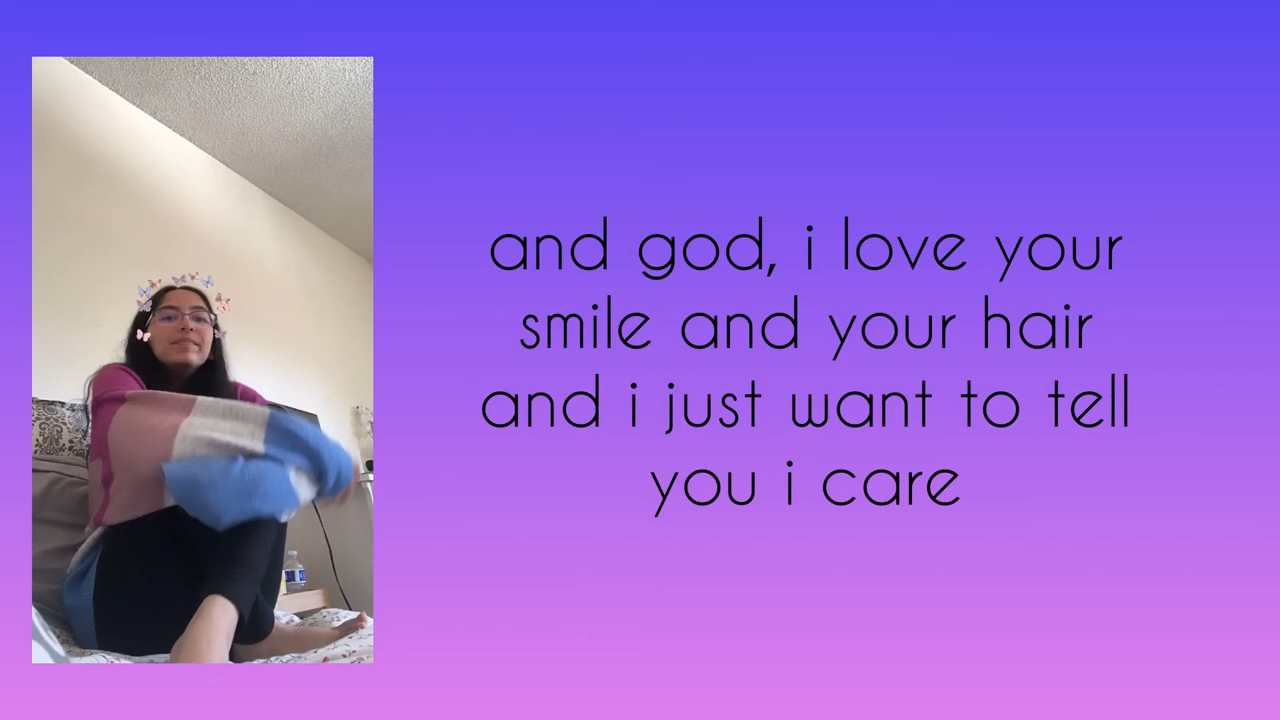 and god, i love your
smile and your hair
and i just want to tell
you i care